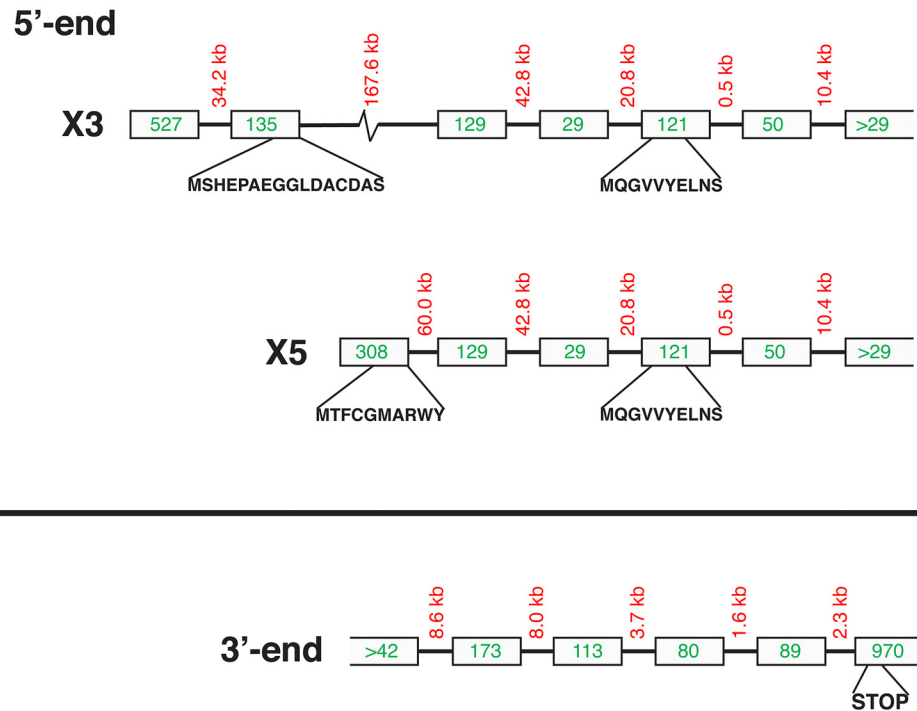 5’-end
34.2 kb 167.6 kb 42.8 kb 20.8 kb 0.5 kb 10.4 kb
X3 527 135 129 29 121 50 >29
MSHEPAEGGLDACDAS MQGVVYELNS
60.0 kb 42.8 kb 20.8 kb 0.5 kb 10.4 kb
X5 308 129 29 121 50 >29
MTFCGMARWY MQGVVYELNS
8.6 kb 8.0 kb 3.7 kb 1.6 kb 2.3 kb
3’-end >42 173 113 80 89 970
STOP